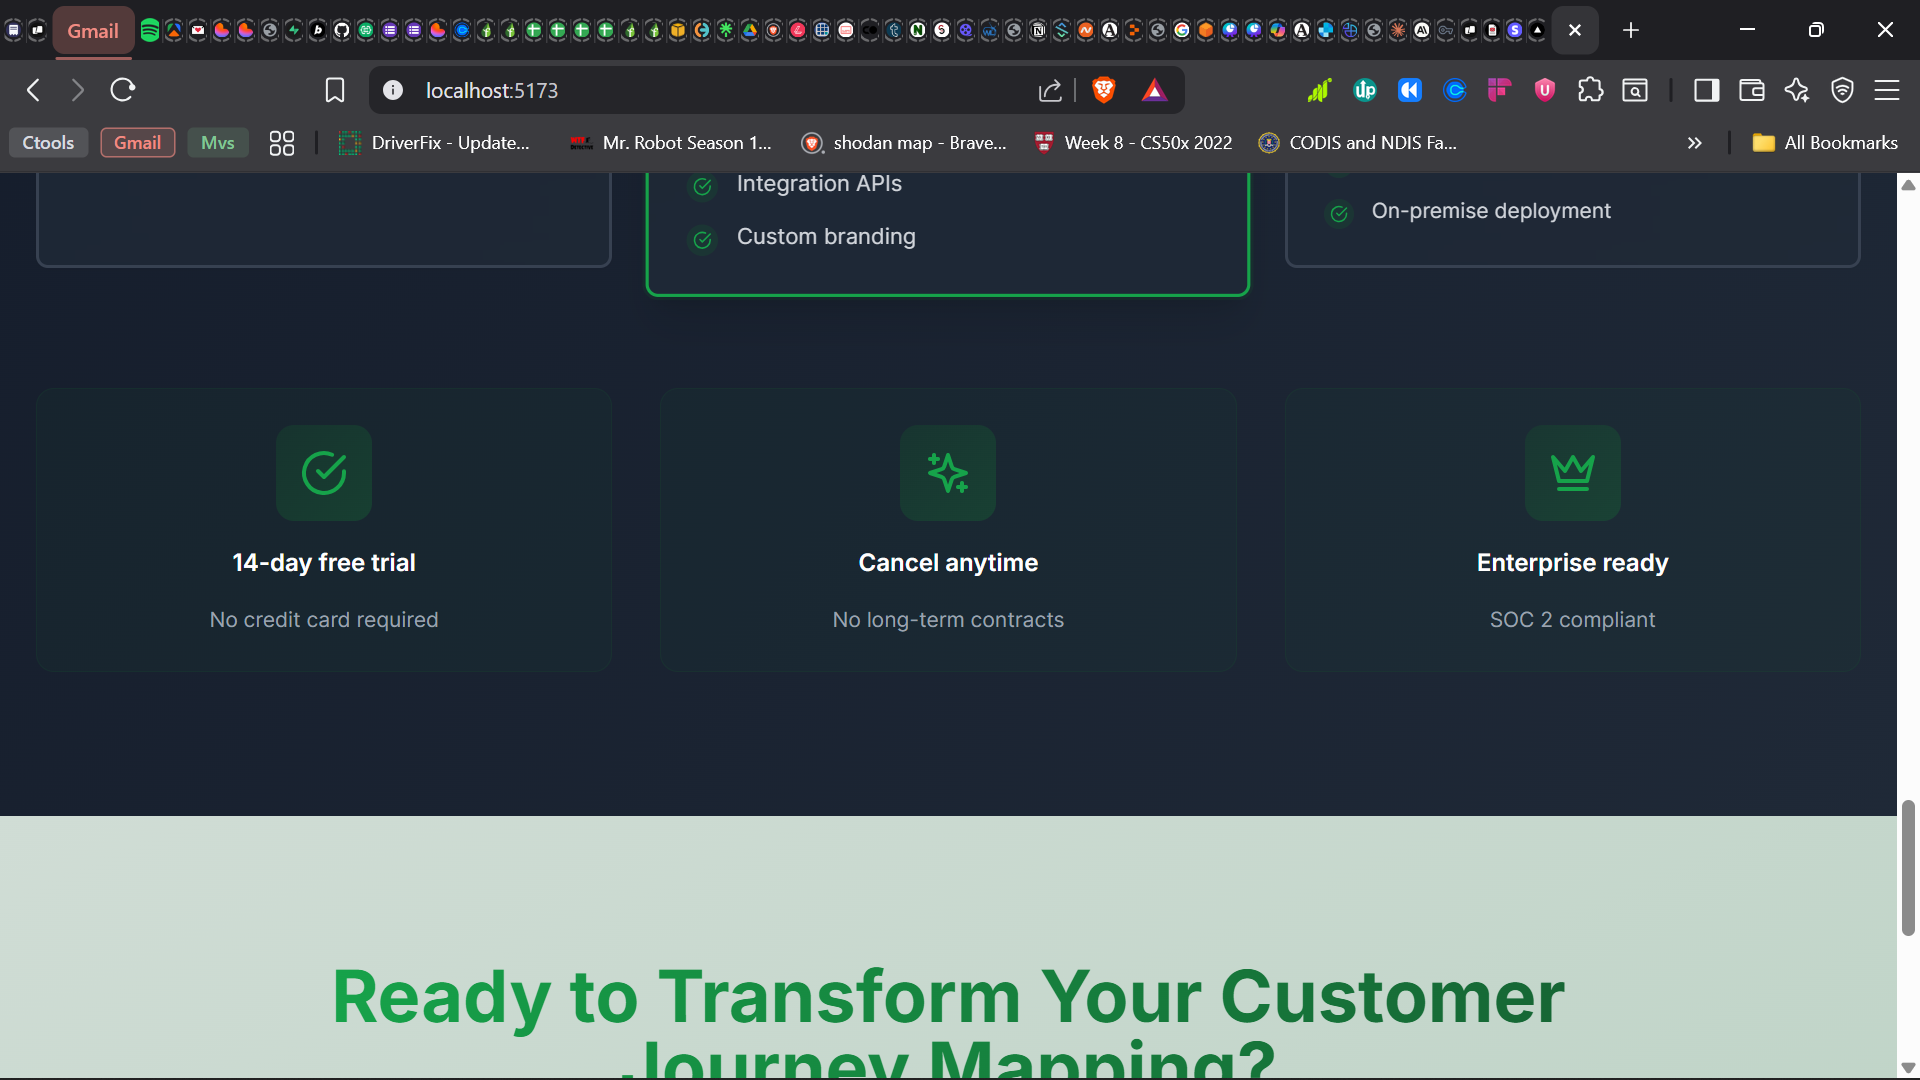 Gmail
localhost:5173
Ctools
Gmail
Mvs
DriverFix - Update...
Mr. Robot Season 1...
shodan map - Brave...
Week 8 - CS50x 2022
CODIS and NDIS Fa...
All Bookmarks
Integration APIs
Custom branding
On-premise deployment
14-day free trial
No credit card required
Cancel anytime
No long-term contracts
Enterprise ready
SOC 2 compliant
Ready to Transform Your Customer
Journey Mapping?